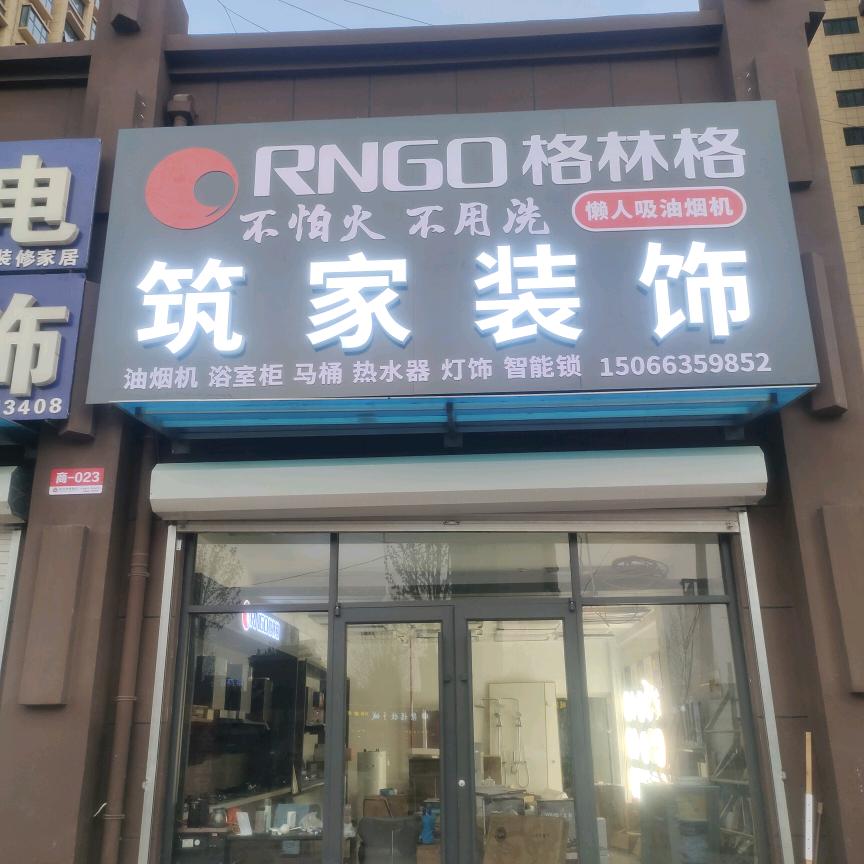 RNGO 格林格
不怕火 不用洗
懒人吸油烟机
筑家装饰
油烟机 浴室柜 马桶 热水器 灯饰 智能锁 15066359852
电
装修家居
饰
3408
商-023
RNGO